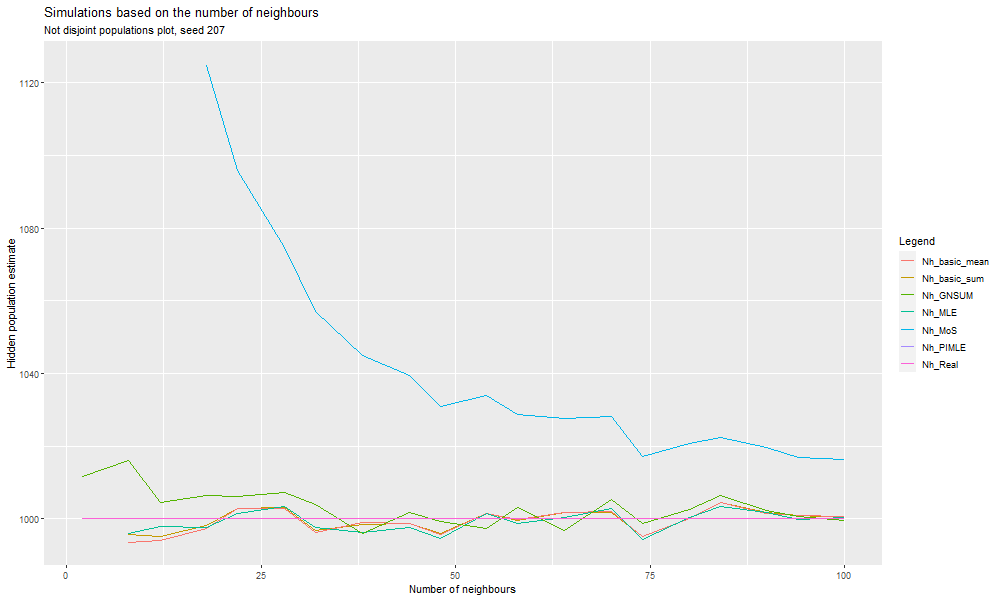 Simulations based on the number of neighbours
Not disjoint populations plot, seed 207
Hidden population estimate
1120
1080
1040
1000
0
25
50
75
100
Number of neighbours
Legend
Nh_basic_mean
Nh_basic_sum
Nh_GNSUM
Nh_MLE
Nh_MoS
Nh_PIMLE
Nh_Real